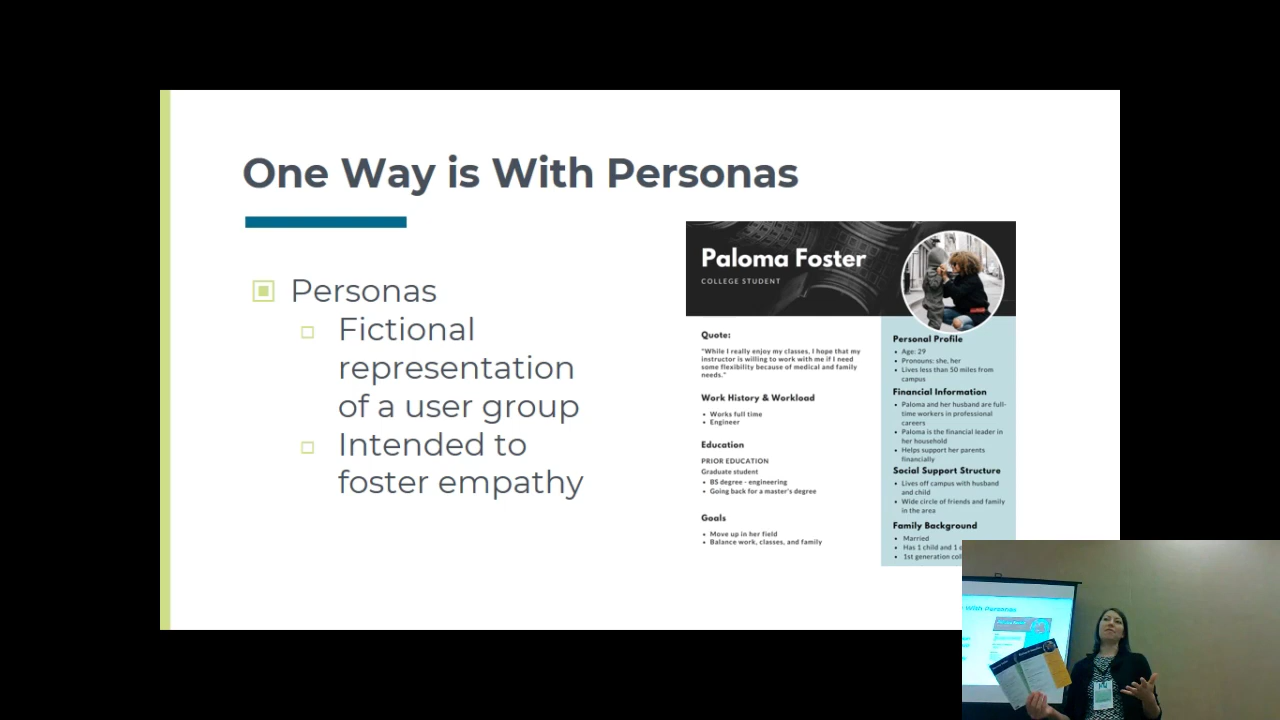 One Way is With Personas
Personas
Fictional
representation
of a user group
Intended to
foster empathy
Paloma Foster
COLLEGE STUDENT
Quote:
"While I really enjoy my classes, I hope that my
instructor is willing to work with me if I need
some flexibility because of medical and family
needs."
Work History & Workload
Works full time
Engineer
Education
PRIOR EDUCATION
Graduate student
BS degree - engineering
Going back for a master's degree
Goals
Move up in her field
Balance work, classes, and family
Personal Profile
Age: 29
Pronouns: she, her
Lives less than 50 miles from
campus
Financial Information
Paloma and her husband are full-
time workers in professional
careers
Paloma is the financial leader in
her household
Helps support her parents
financially
Social Support Structure
Lives off campus with husband
and child
Wide circle of friends and family
in the area
Family Background
Married
Has 1 child and 1
1st generation
With Personas